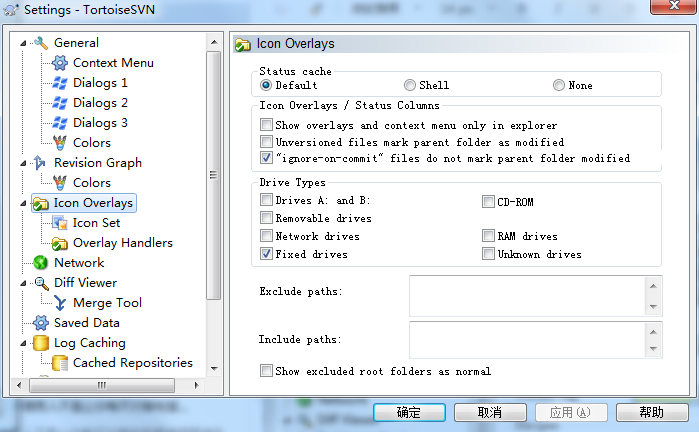 Settings - TortoiseSVN
General
Context Menu
Dialogs 1
Dialogs 2
Dialogs 3
Colors
Revision Graph
Colors
Icon Overlays
Icon Set
Overlay Handlers
Network
Diff Viewer
Merge Tool
Saved Data
Log Caching
Cached Repositories
Icon Overlays
Status cache
Default
Shell
None
Icon Overlays / Status Columns
Show overlays and context menu only in explorer
Unversioned files mark parent folder as modified
"ignore-on-commit" files do not mark parent folder modified
Drive Types
Drives A: and B:
CD-ROM
Removable drives
Network drives
RAM drives
Fixed drives
Unknown drives
Exclude paths:
Include paths:
Show excluded root folders as normal
确定
取消
应用(A)
帮助